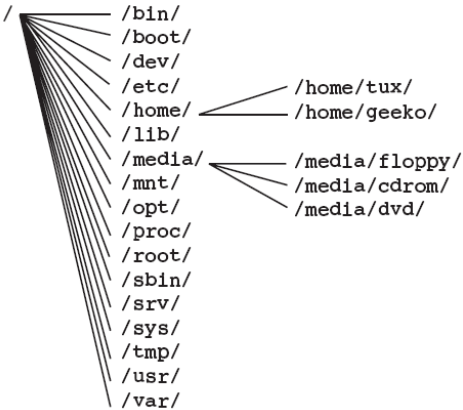 /
/bin/
/boot/
/dev/
/etc/
/home/
/home/tux/
/home/geeko/
/lib/
/media/
/media/floppy/
/media/cdrom/
/media/dvd/
/mnt/
/opt/
/proc/
/root/
/sbin/
/srv/
/sys/
/tmp/
/usr/
/var/